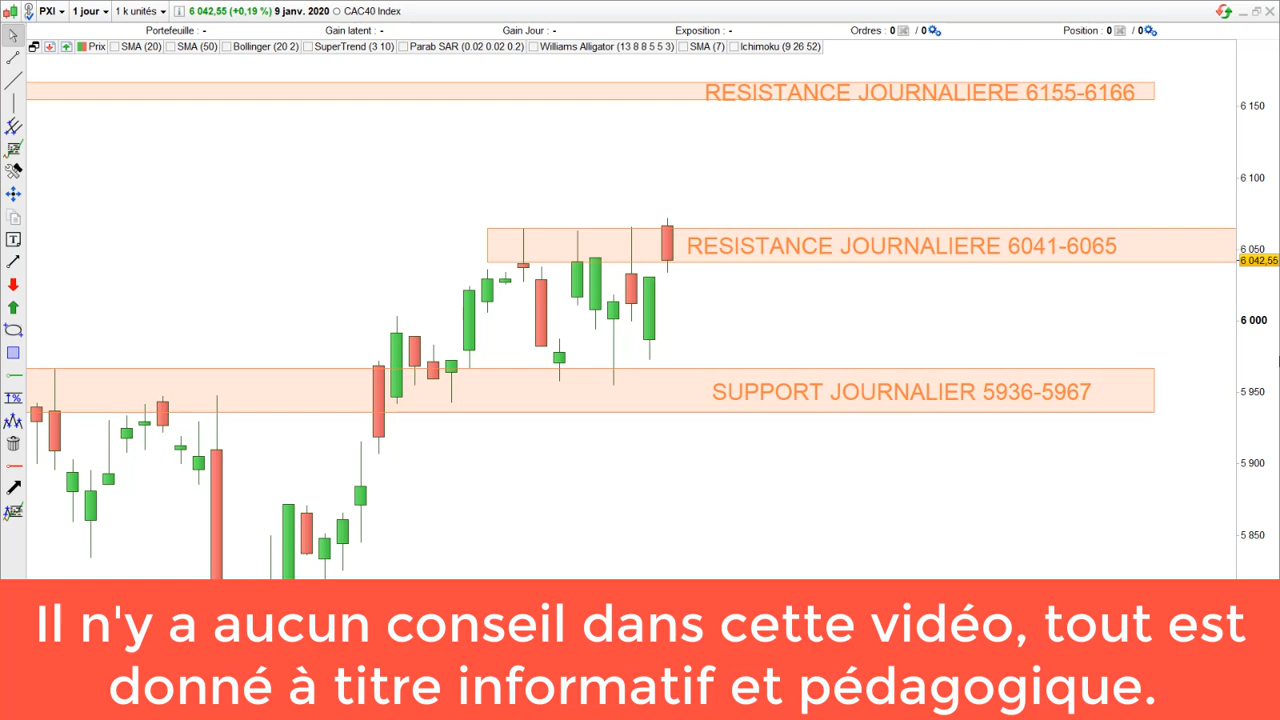 PXI 1 jour 1 k unités 6 042,55 (+0,19 %) 9 janv. 2020 CAC40 Index
Portefeuille : - Gain latent : - Gain Jour : - Exposition : - Ordres : 0 / 0 Position : 0 / 0
Prix SMA (20) SMA (50) Bollinger (20 2) SuperTrend (3 10) Parab SAR (0.02 0.02 0.2) Williams Alligator (13 8 8 5 5 3) SMA (7) Ichimoku (9 26 52)
RESISTANCE JOURNALIERE 6155-6166
6 150
6 100
RESISTANCE JOURNALIERE 6041-6065
6 050
6 042,55
6 000
SUPPORT JOURNALIER 5936-5967
5 950
5 900
5 850
Il n'y a aucun conseil dans cette vidéo, tout est
donné à titre informatif et pédagogique.